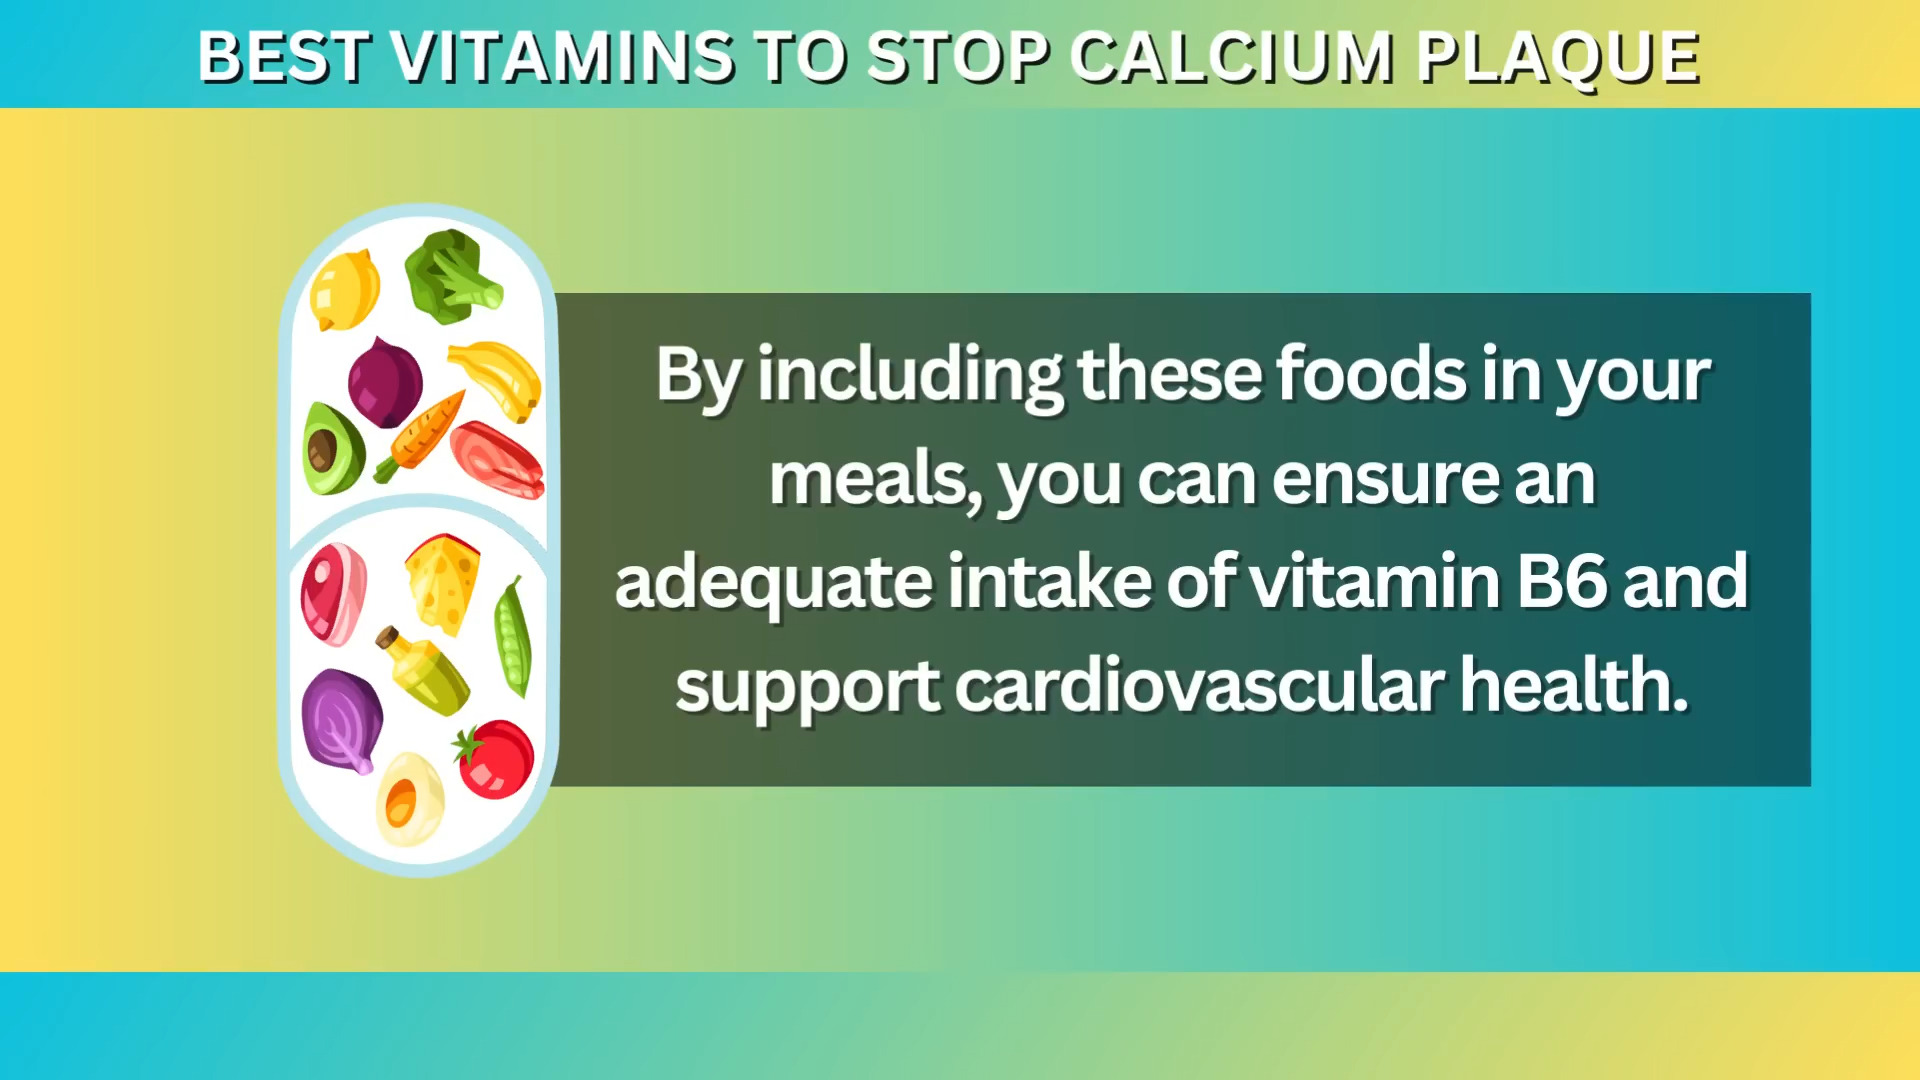 BEST VITAMINS TO STOP CALCIUM PLAQUE
By including these foods in your
meals, you can ensure an
adequate intake of vitamin B6 and
support cardiovascular health.